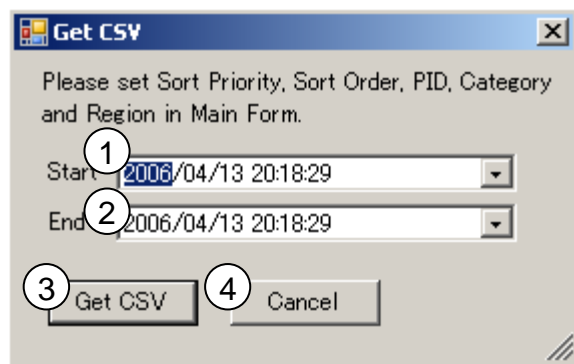 Get CSV
Please set Sort Priority, Sort Order, PID, Category
and Region in Main Form.
1
Start 2006/04/13 20:18:29
2
End 2006/04/13 20:18:29
3 Get CSV 4 Cancel